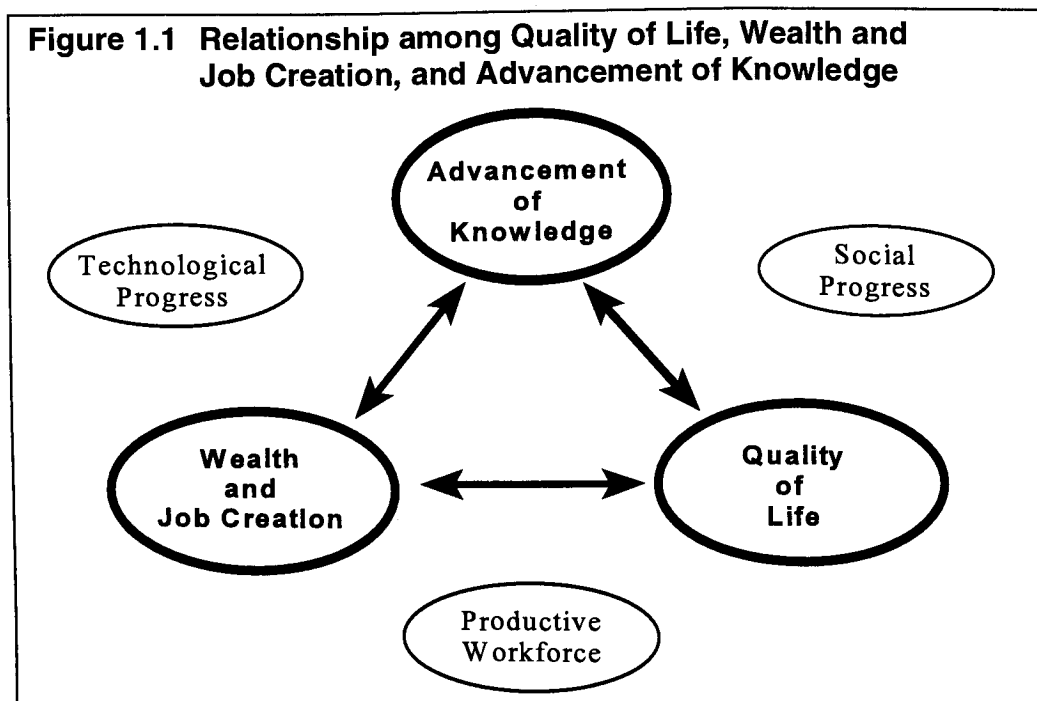 Figure 1.1 Relationship among Quality of Life, Wealth and
Job Creation, and Advancement of Knowledge
Advancement
of
Knowledge
Technological
Progress
Social
Progress
Wealth
and
Job Creation
Quality
of
Life
Productive
Workforce